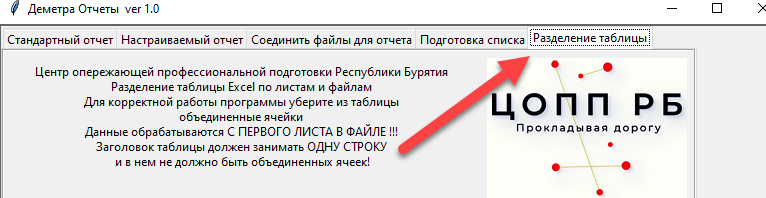 Деметра Отчеты ver 1.0
Стандартный отчет Настраиваемый отчет Соединить файлы для отчета Подготовка списка Разделение таблицы
Центр опережающей профессиональной подготовки Республики Бурятия
Разделение таблицы Excel по листам и файлам
Для корректной работы программы уберите из таблицы
объединенные ячейки
Данные обрабатываются С ПЕРВОГО ЛИСТА В ФАЙЛЕ !!!
Заголовок таблицы должен занимать ОДНУ СТРОКУ
и в нем не должно быть объединенных ячеек!
ЦОПП РБ
Прокладывая дорогу